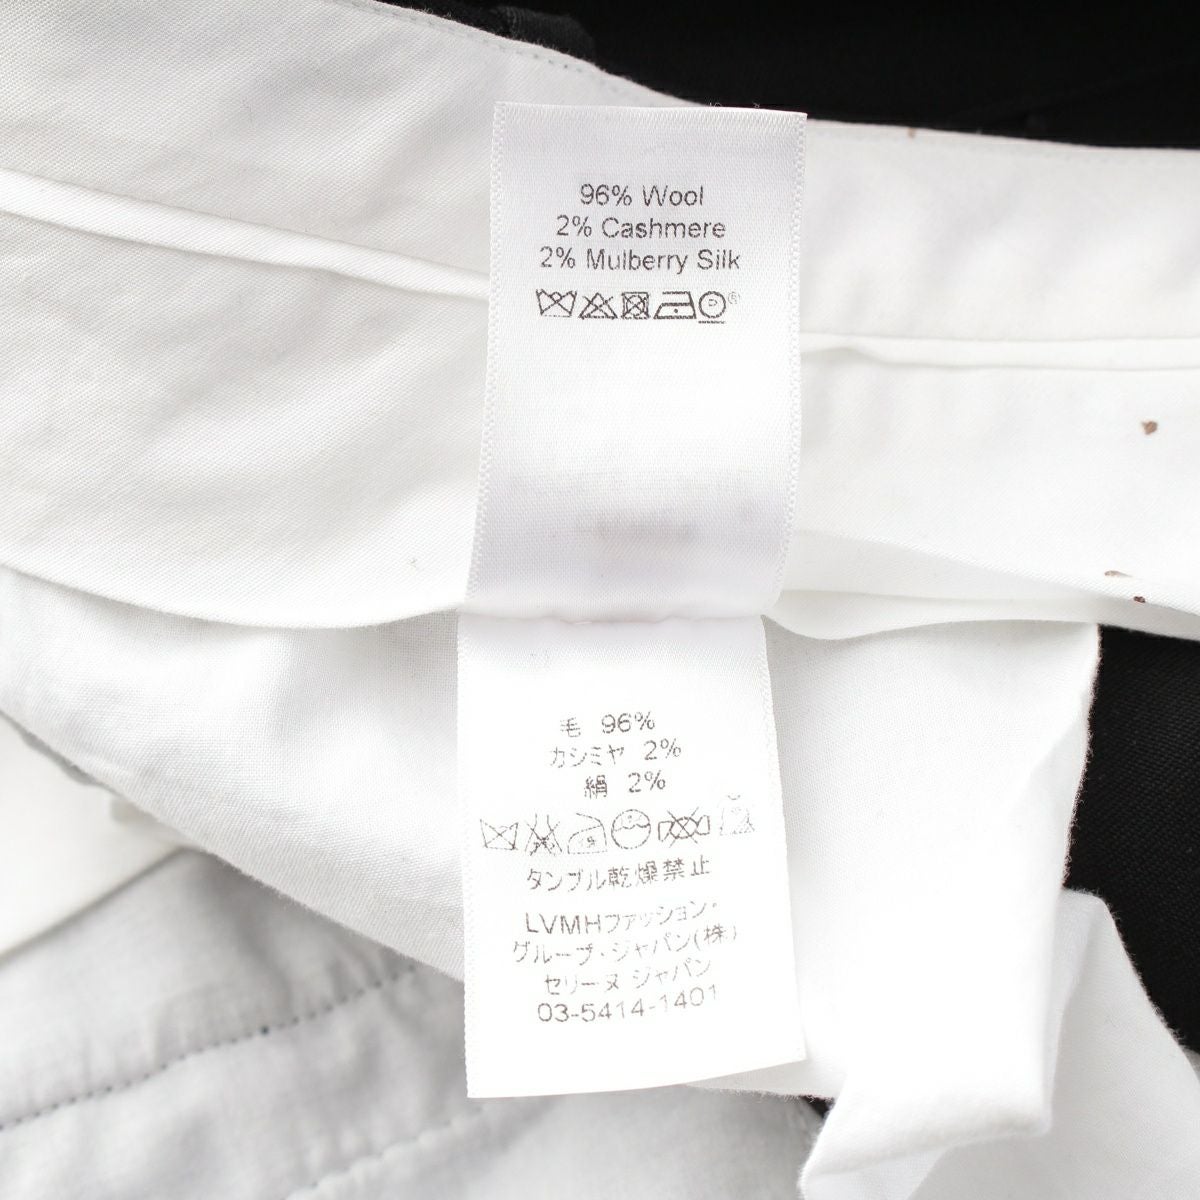 96% Wool
2% Cashmere
2% Mulberry Silk
P ®
毛 96%
カシミヤ 2%
絹 2%
タンブル乾燥禁止
LVMHファッション・
グループ・ジャパン(株)
セリーヌ ジャパン
03-5414-1401